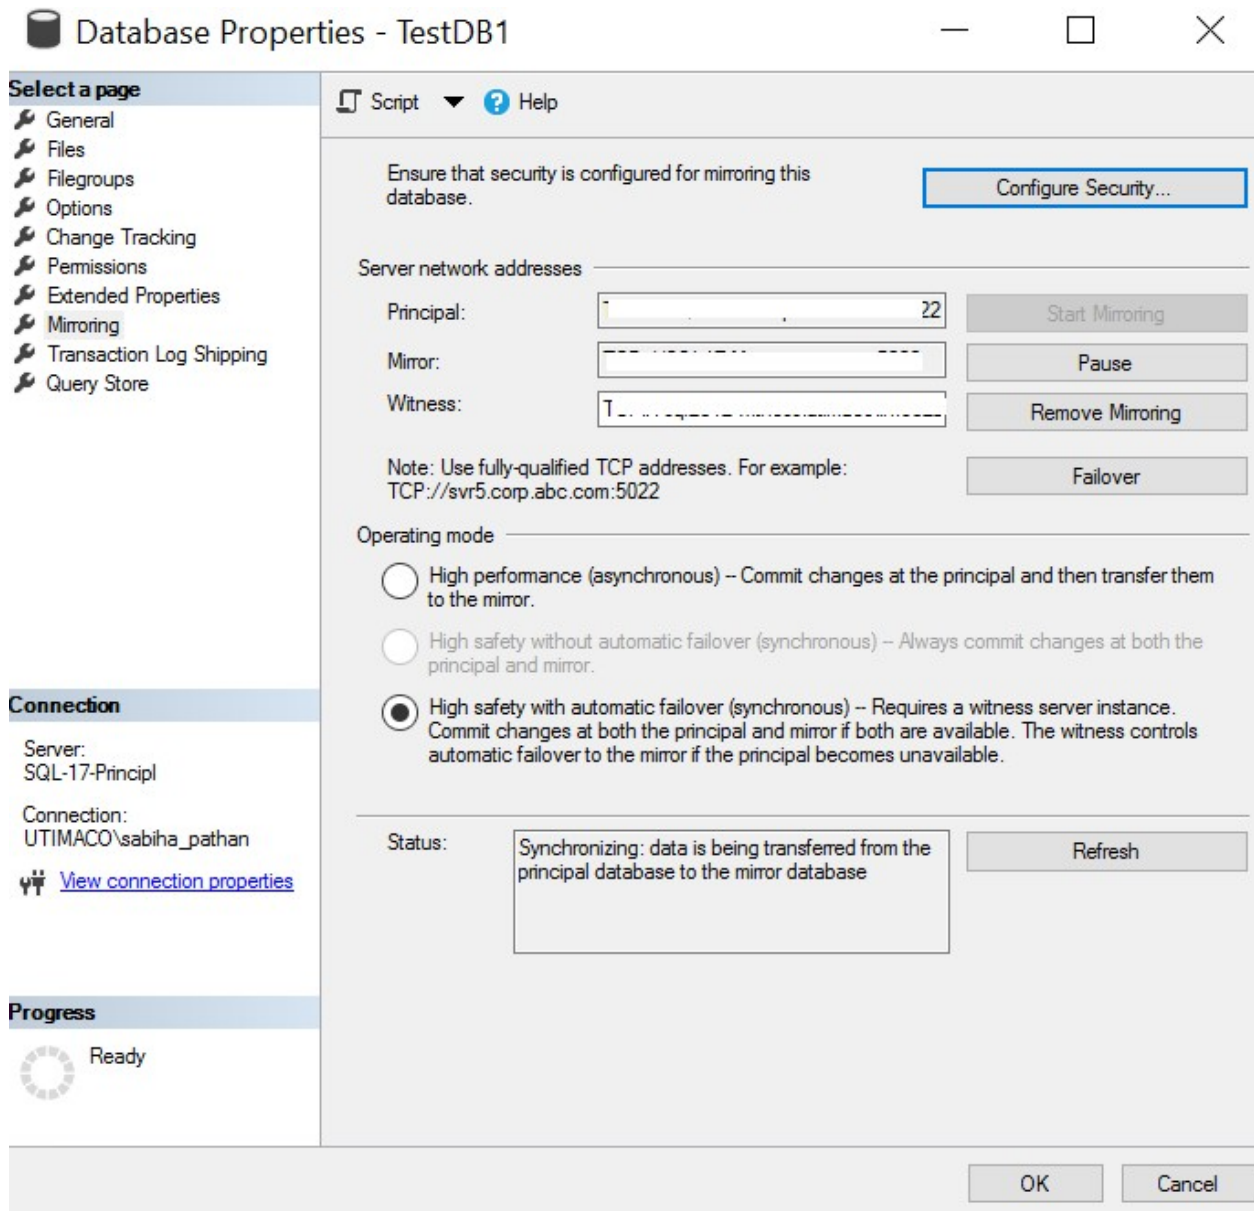 Database Properties - TestDB1
Select a page
General
Files
Filegroups
Options
Change Tracking
Permissions
Extended Properties
Mirroring
Transaction Log Shipping
Query Store
Connection
Server:
SQL-17-Principl
Connection:
UTIMACO\sabiha_pathan
View connection properties
Progress
Ready
Script
Help
Ensure that security is configured for mirroring this
database.
Configure Security...
Server network addresses
Principal:
22
Start Mirroring
Mirror:
Pause
Witness:
Remove Mirroring
Note: Use fully-qualified TCP addresses. For example:
TCP://svr5.corp.abc.com:5022
Failover
Operating mode
High performance (asynchronous) -- Commit changes at the principal and then transfer them
to the mirror.
High safety without automatic failover (synchronous) -- Always commit changes at both the
principal and mirror.
High safety with automatic failover (synchronous) -- Requires a witness server instance.
Commit changes at both the principal and mirror if both are available. The witness controls
automatic failover to the mirror if the principal becomes unavailable.
Status:
Synchronizing: data is being transferred from the
principal database to the mirror database
Refresh
OK
Cancel